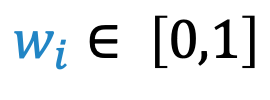 wᵢ ∈ [0,1]